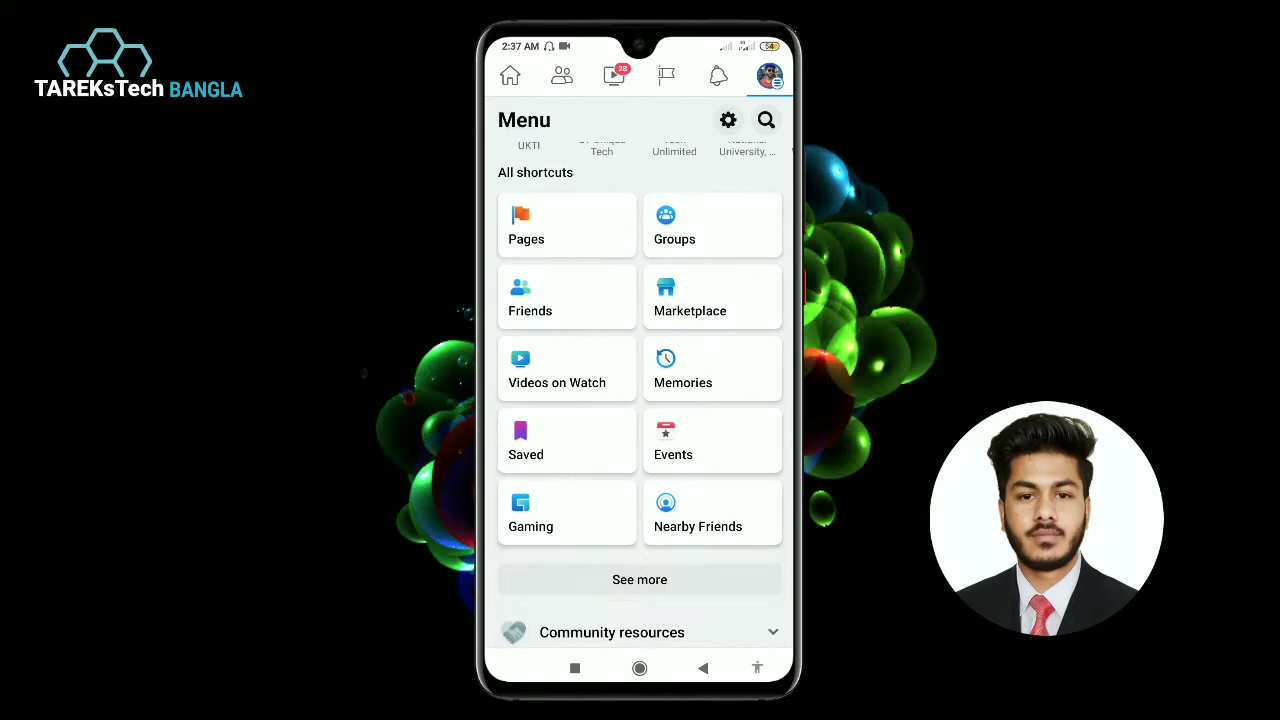 TAREKsTech BANGLA
2:37 AM
54
28
Menu
UKTI
Tech
Unlimited
University, ...
All shortcuts
Pages
Groups
Friends
Marketplace
Videos on Watch
Memories
Saved
Events
Gaming
Nearby Friends
See more
Community resources